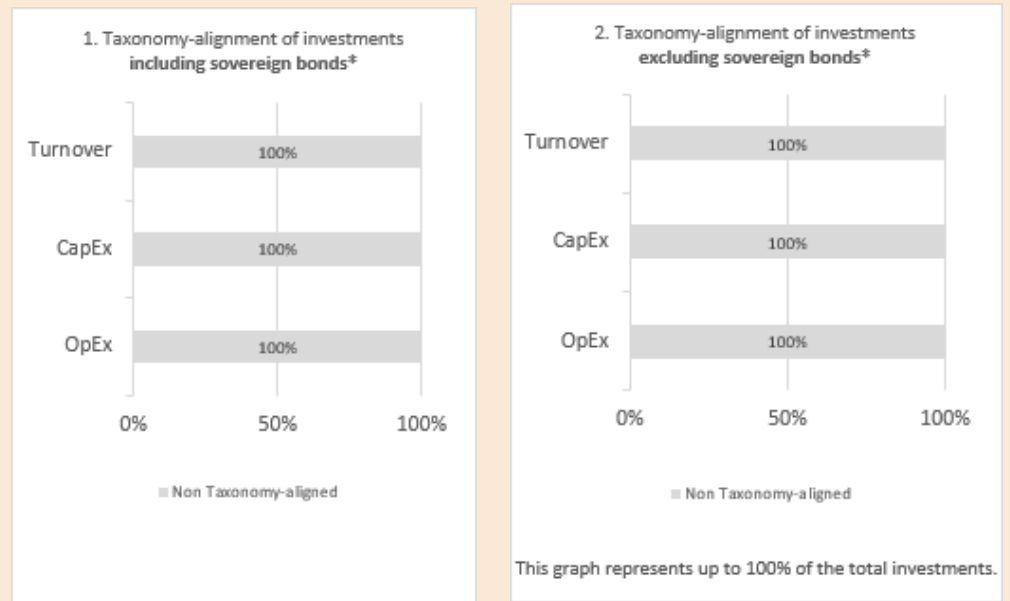 1. Taxonomy-alignment of investments
including sovereign bonds*
Turnover
100%
CapEx
100%
OpEx
100%
0%
50%
100%
Non Taxonomy-aligned
2. Taxonomy-alignment of investments
excluding sovereign bonds*
Turnover
100%
CapEx
100%
OpEx
100%
0%
50%
100%
Non Taxonomy-aligned
This graph represents up to 100% of the total investments.